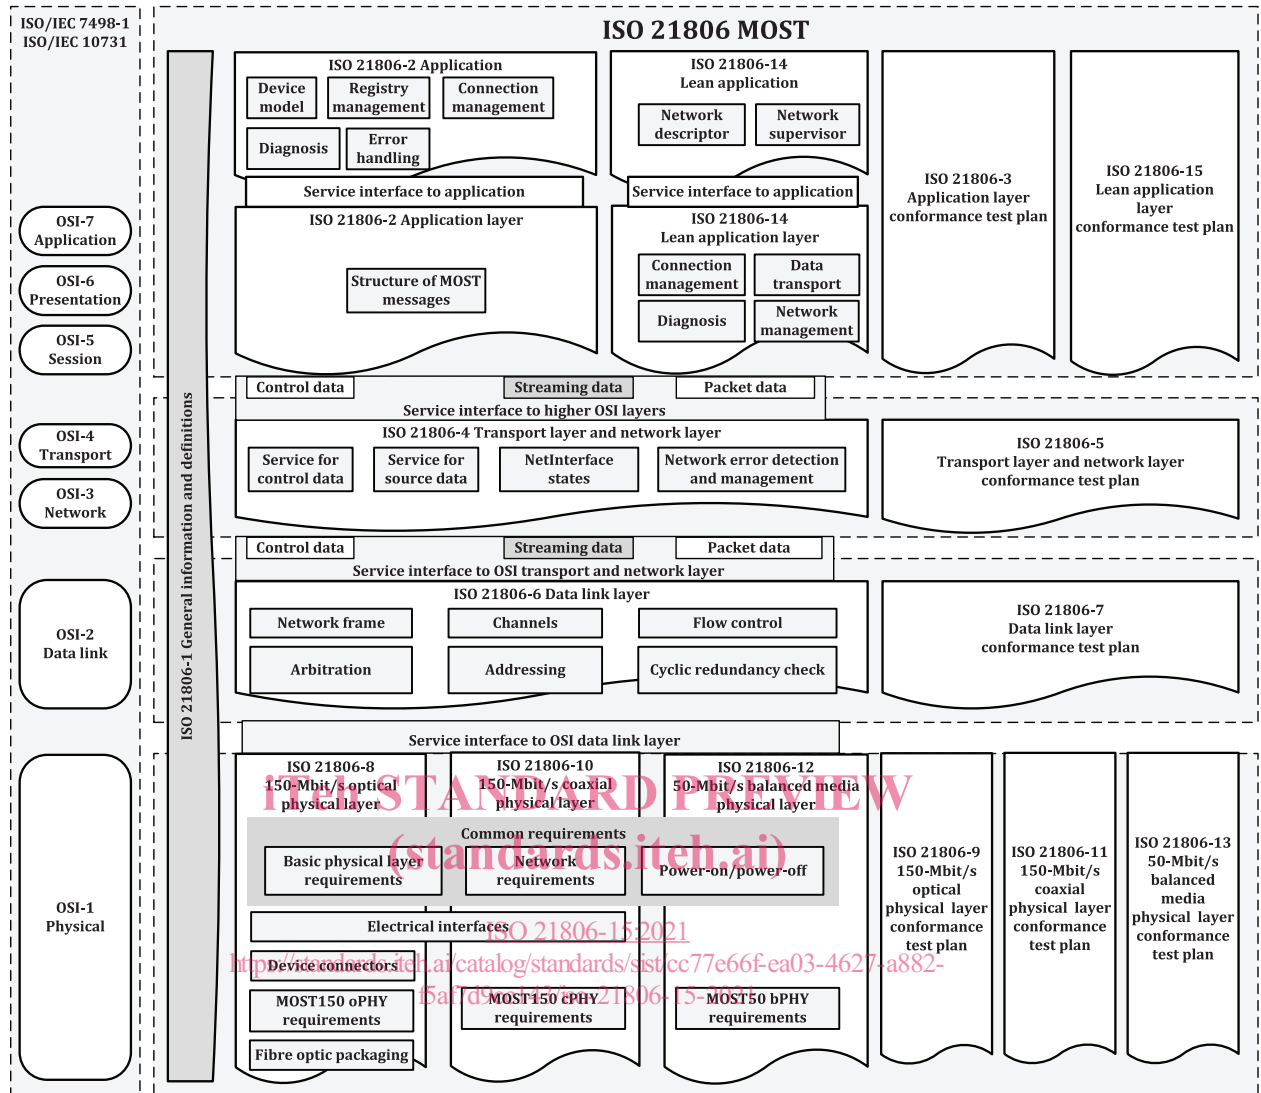 ISO/IEC 7498-1
ISO/IEC 10731
ISO 21806 MOST
ISO 21806-1 General information and definitions
OSI-7
Application
OSI-6
Presentation
OSI-5
Session
OSI-4
Transport
OSI-3
Network
OSI-2
Data link
OSI-1
Physical
ISO 21806-2 Application
Device
model
Registry
management
Connection
management
Diagnosis
Error
handling
Service interface to application
ISO 21806-2 Application layer
Structure of MOST
messages
ISO 21806-14
Lean application
Network
descriptor
Network
supervisor
Service interface to application
ISO 21806-14
Lean application layer
Connection
management
Data
transport
Diagnosis
Network
management
ISO 21806-3
Application layer
conformance test plan
ISO 21806-15
Lean application
layer
conformance test plan
Control data
Streaming data
Packet data
Service interface to higher OSI layers
ISO 21806-4 Transport layer and network layer
Service for
control data
Service for
source data
NetInterface
states
Network error detection
and management
ISO 21806-5
Transport layer and network layer
conformance test plan
Control data
Streaming data
Packet data
Service interface to OSI transport and network layer
ISO 21806-6 Data link layer
Network frame
Channels
Flow control
Arbitration
Addressing
Cyclic redundancy check
ISO 21806-7
Data link layer
conformance test plan
Service interface to OSI data link layer
ISO 21806-8
150-Mbit/s optical
physical layer
ISO 21806-10
150-Mbit/s coaxial
physical layer
ISO 21806-12
50-Mbit/s balanced media
physical layer
iTeh STANDARD PREVIEW
(standards.iteh.ai)
Common requirements
Basic physical layer
requirements
Network
requirements
Power-on/power-off
Electrical interfaces
ISO 21806-15:2021
Device connectors
https://standards.iteh.ai/catalog/standards/sist/cc77e66f-ea03-4627-a882-
MOST150 oPHY
requirements
MOST150 cPHY
requirements
MOST50 bPHY
requirements
Fibre optic packaging
ISO 21806-9
150-Mbit/s
optical
physical layer
conformance
test plan
ISO 21806-11
150-Mbit/s
coaxial
physical layer
conformance
test plan
ISO 21806-13
50-Mbit/s
balanced
media
physical layer
conformance
test plan